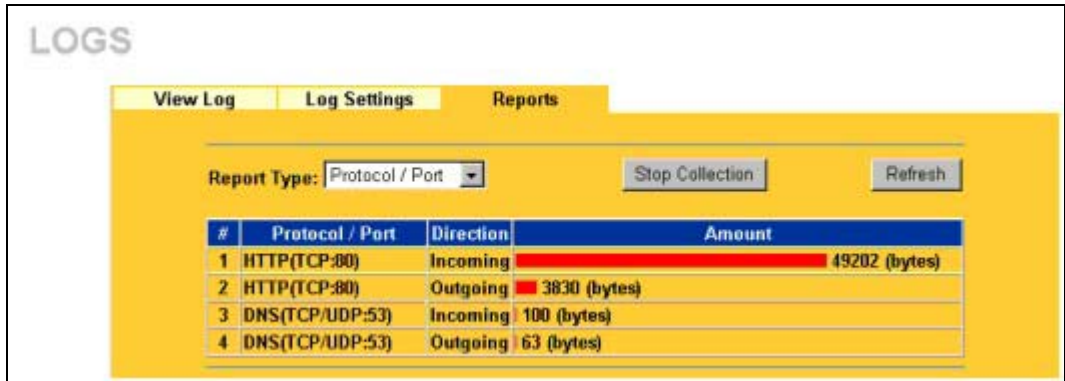 LOGS
View Log Log Settings Reports
Report Type: Protocol / Port Stop Collection Refresh
# Protocol / Port Direction Amount
1 HTTP(TCP:80) Incoming 49202 (bytes)
2 HTTP(TCP:80) Outgoing 3830 (bytes)
3 DNS(TCP/UDP:53) Incoming 100 (bytes)
4 DNS(TCP/UDP:53) Outgoing 63 (bytes)